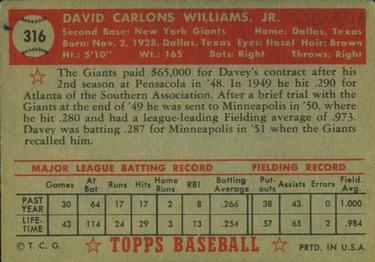 316
DAVID CARLONS WILLIAMS, JR.
Second Base: New York Giants Home: Dallas, Texas
Born: Nov. 2, 1928, Dallas, Texas Eyes: Hazel Hair: Brown
Ht.: 5'10" Wt.: 165 Bats: Right Throws: Right
The Giants paid $65,000 for Davey's contract after his
2nd season at Pensacola in '48. In 1949 he hit .290 for
Atlanta of the Southern Association. After a brief trial with the
Giants at the end of '49 he was sent to Minneapolis in '50, where
he hit .280 and had a league-leading Fielding average of .973.
Davey was batting .287 for Minneapolis in '51 when the Giants
recalled him.
MAJOR LEAGUE BATTING RECORD FIELDING RECORD
Games At Bat Runs Hits Home Runs RBI Batting Average Put-outs Assists Errors Field. Avg.
PAST YEAR 30 64 17 17 2 8 .266 38 43 0 1.000
LIFE-TIME 43 114 24 29 3 13 .254 57 65 2 .984
© T.C.G. TOPPS BASEBALL PRTD. IN U.S.A.